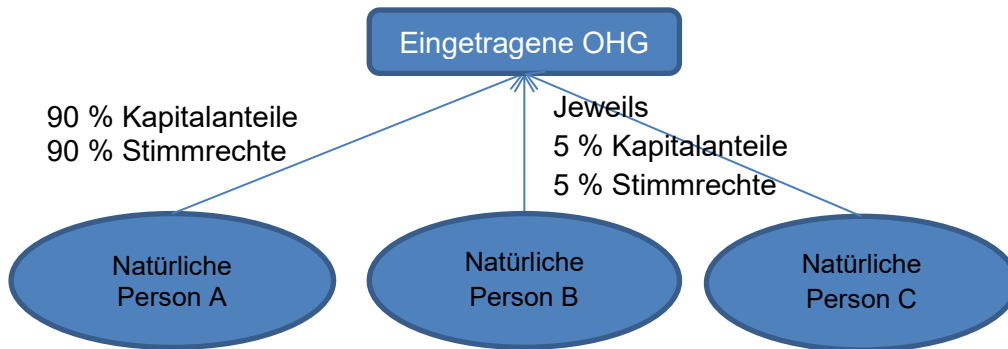 Eingetragene OHG
90 % Kapitalanteile
90 % Stimmrechte
Jeweils
5 % Kapitalanteile
5 % Stimmrechte
Natürliche
Person A
Natürliche
Person B
Natürliche
Person C